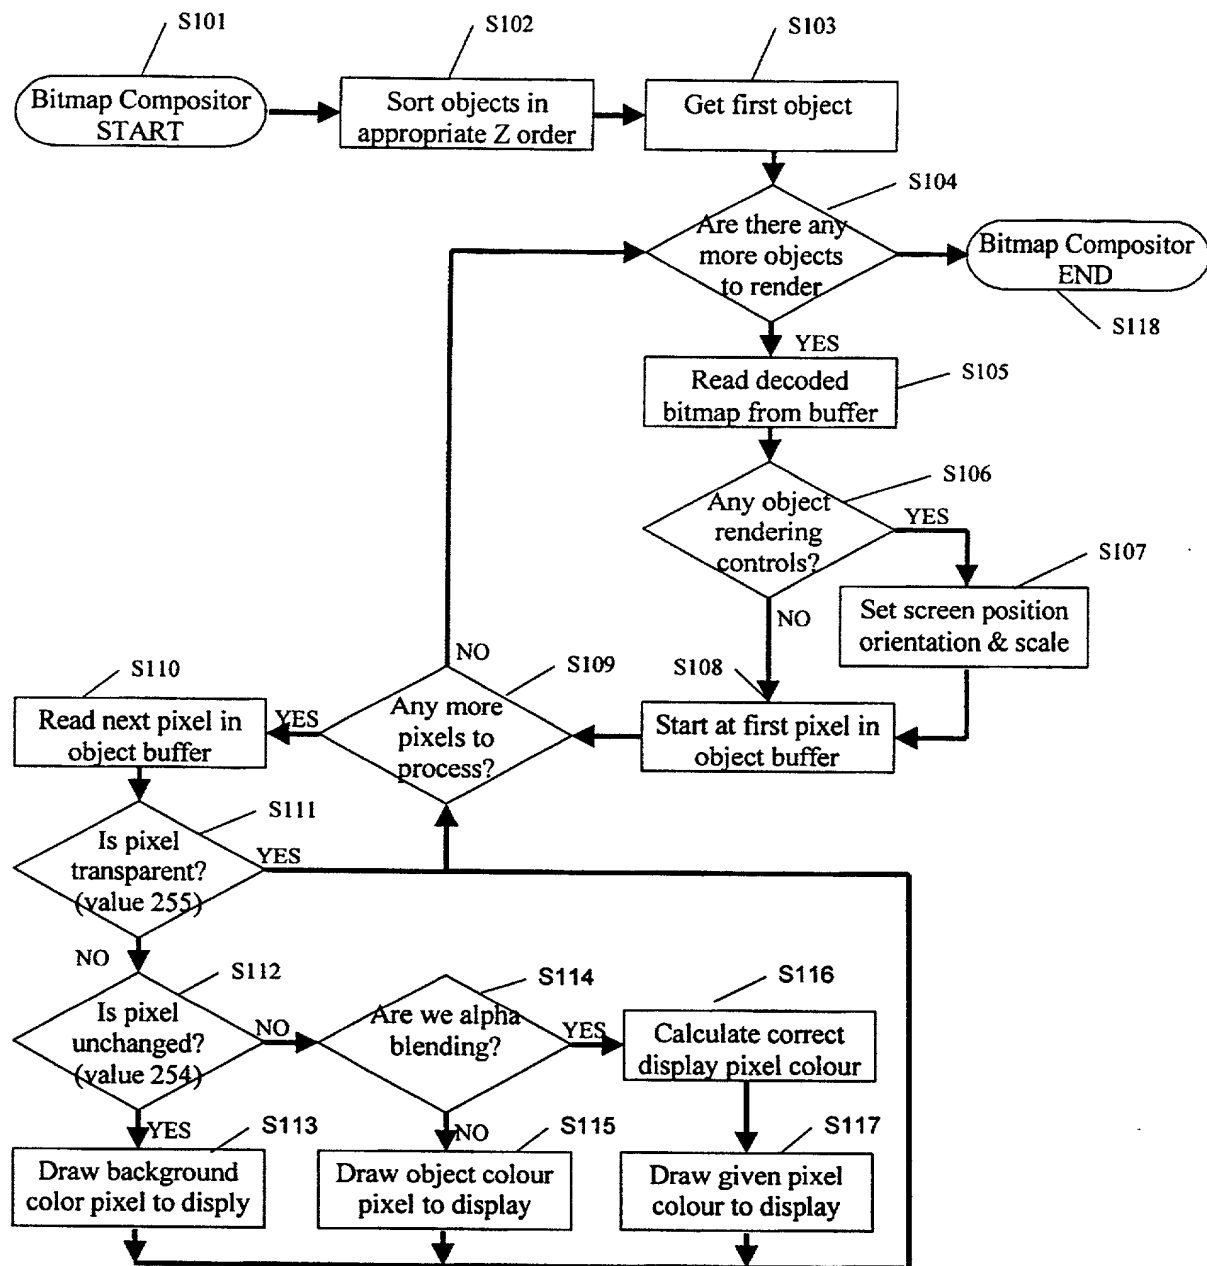 S101
S102
S103
Bitmap Compositor
START
Sort objects in
appropriate Z order
Get first object
S104
Are there any
more objects
to render
Bitmap Compositor
END
S118
YES
Read decoded
bitmap from buffer
S105
S106
Any object
rendering
controls?
YES
S107
Set screen position
orientation & scale
NO
S108
Start at first pixel in
object buffer
NO
S109
Any more
pixels to
process?
YES
S110
Read next pixel in
object buffer
S111
Is pixel
transparent?
(value 255)
YES
NO
S112
Is pixel
unchanged?
(value 254)
NO
S114
Are we alpha
blending?
YES
S116
Calculate correct
display pixel colour
YES
S113
Draw background
color pixel to disply
NO
S115
Draw object colour
pixel to display
S117
Draw given pixel
colour to display